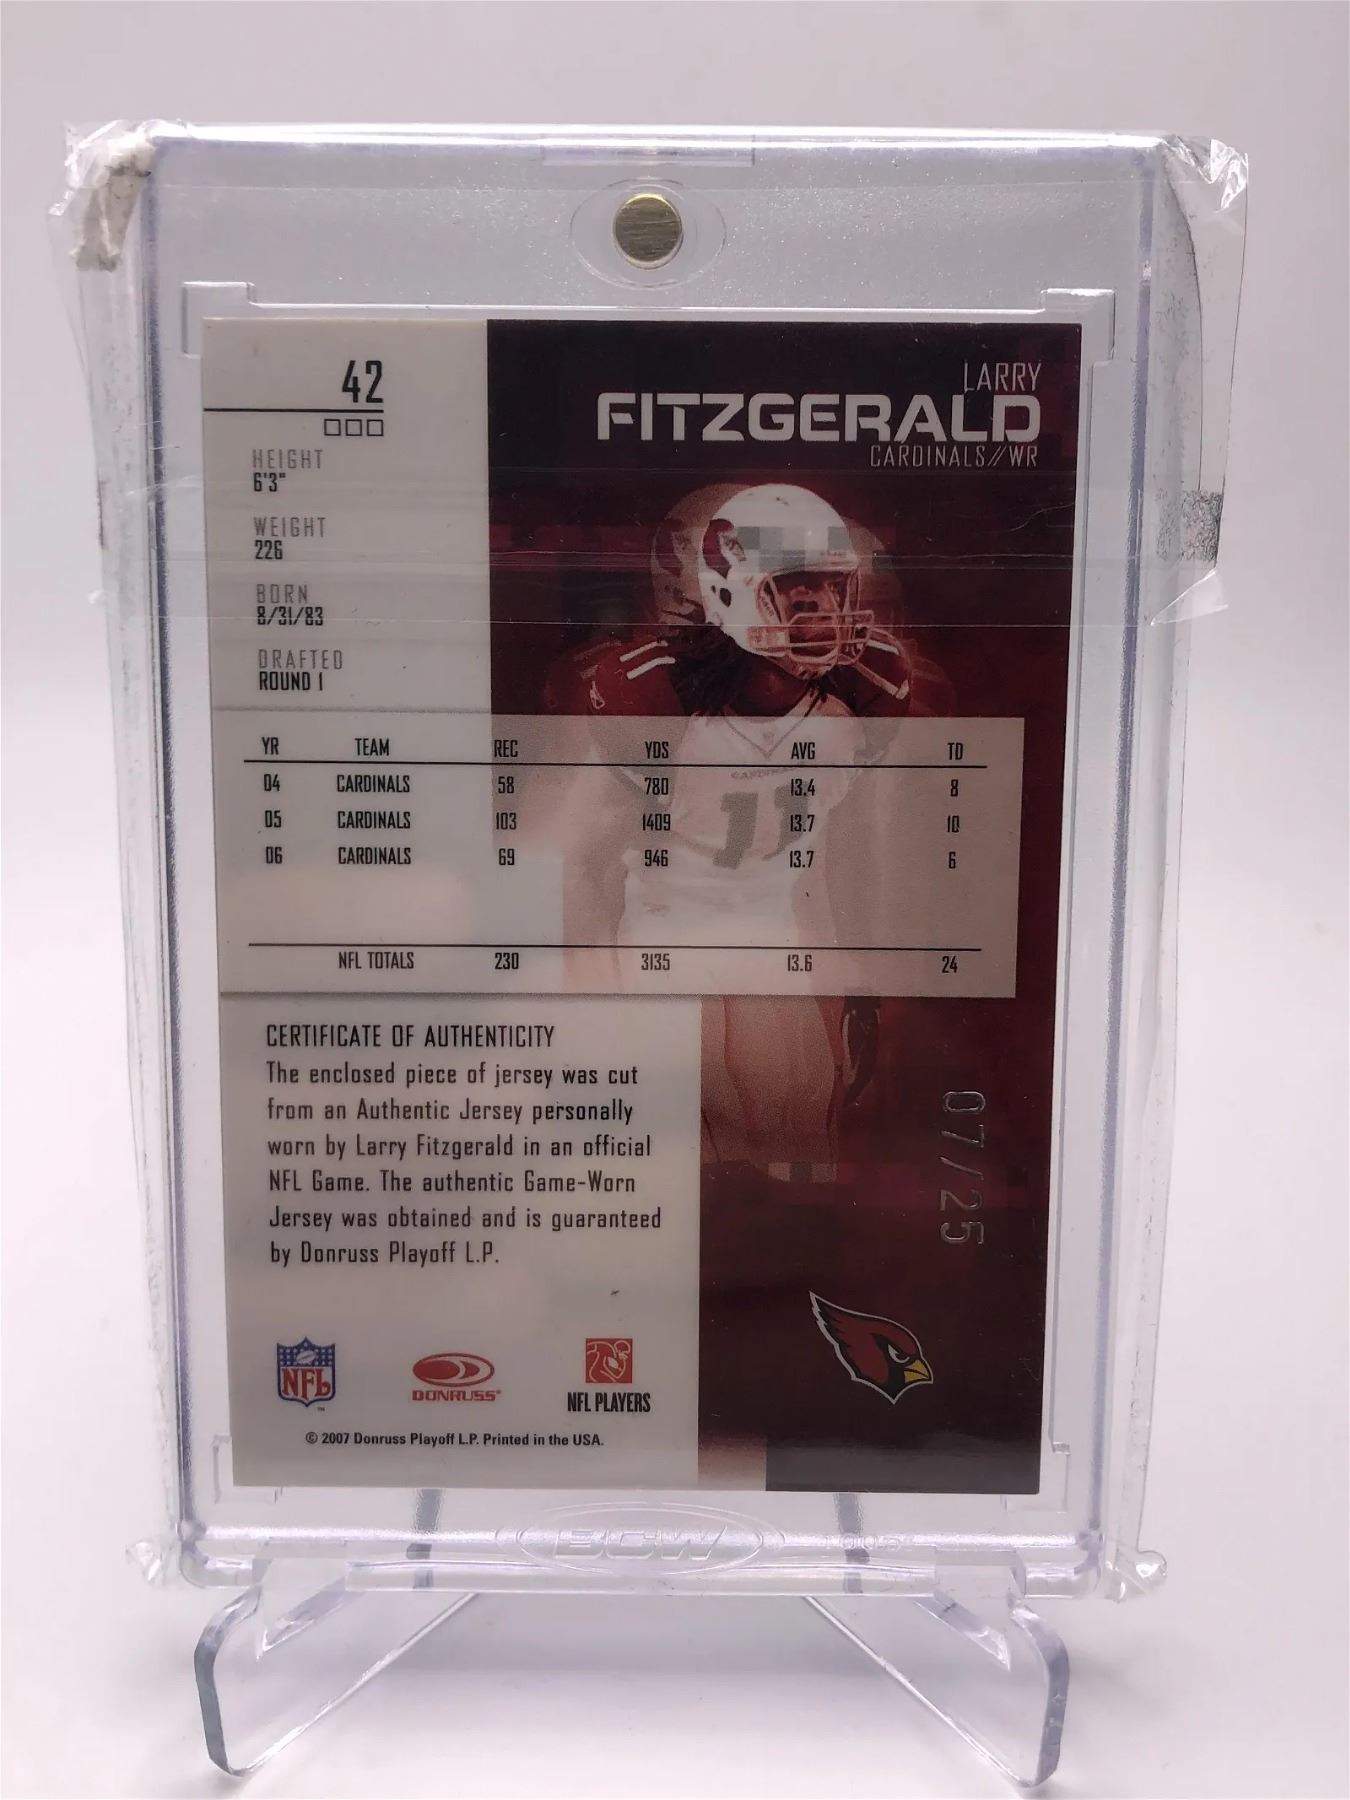 42
LARRY
FITZGERALD
CARDINALS//WR
HEIGHT
6'3"
WEIGHT
226
BORN
8/31/83
DRAFTED
ROUND 1
YR TEAM REC YDS AVG TD
04 CARDINALS 58 780 13.4 8
05 CARDINALS 103 1409 13.7 10
06 CARDINALS 69 946 13.7 6
NFL TOTALS 230 3135 13.6 24
CARDINALS
11
CERTIFICATE OF AUTHENTICITY
The enclosed piece of jersey was cut
from an Authentic Jersey personally
worn by Larry Fitzgerald in an official
NFL Game. The authentic Game-Worn
Jersey was obtained and is guaranteed
by Donruss Playoff L.P.
07/25
NFL
DONRUSS
NFL PLAYERS
© 2007 Donruss Playoff L.P. Printed in the USA.
BCW